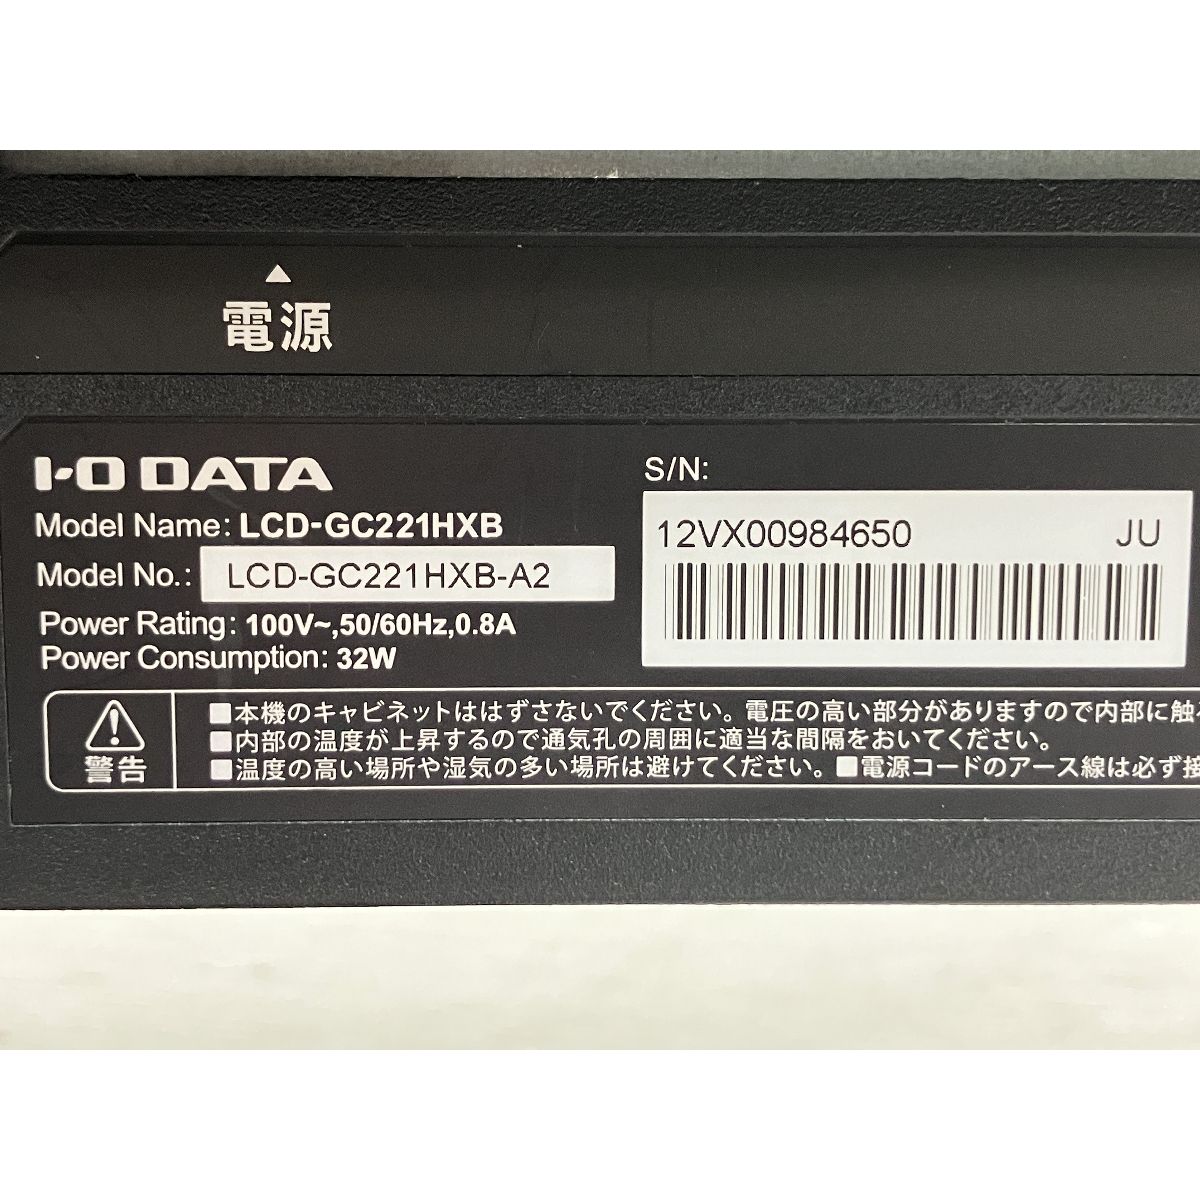 電源
I-O DATA
Model Name: LCD-GC221HXB
Model No.: LCD-GC221HXB-A2
Power Rating: 100V~,50/60Hz,0.8A
Power Consumption: 32W
S/N:
12VX00984650 JU
警告
■本機のキャビネットははずさないでください。電圧の高い部分がありますので内部に触
■内部の温度が上昇するので通気孔の周囲に適当な間隔をおいてください。
■温度の高い場所や湿気の多い場所は避けてください。■電源コードのアース線は必ず接